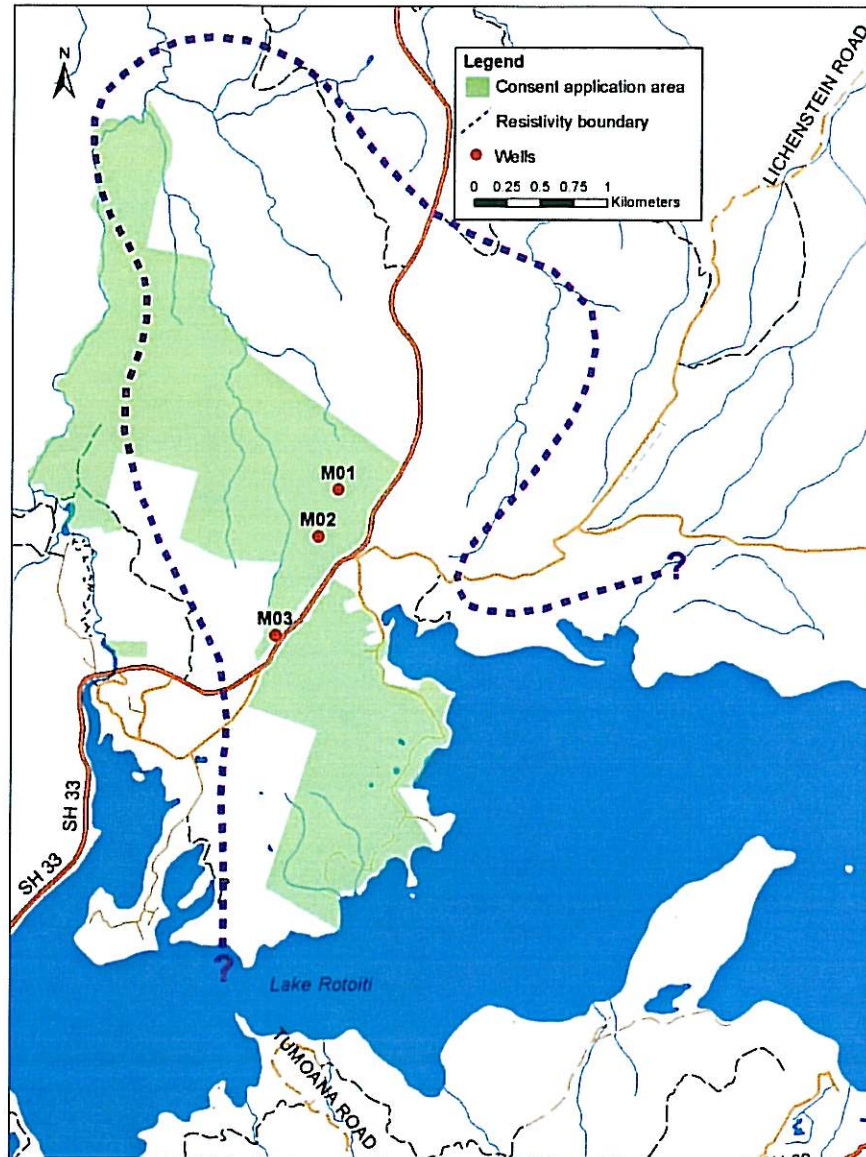 N
Legend
Consent application area
Resistivity boundary
Wells
0 0.25 0.5 0.75 1
Kilometers
LICHENSTEIN ROAD
M01
M02
?
M03
SH 33
SH 33
?
Lake Rotoiti
TUMOANA ROAD